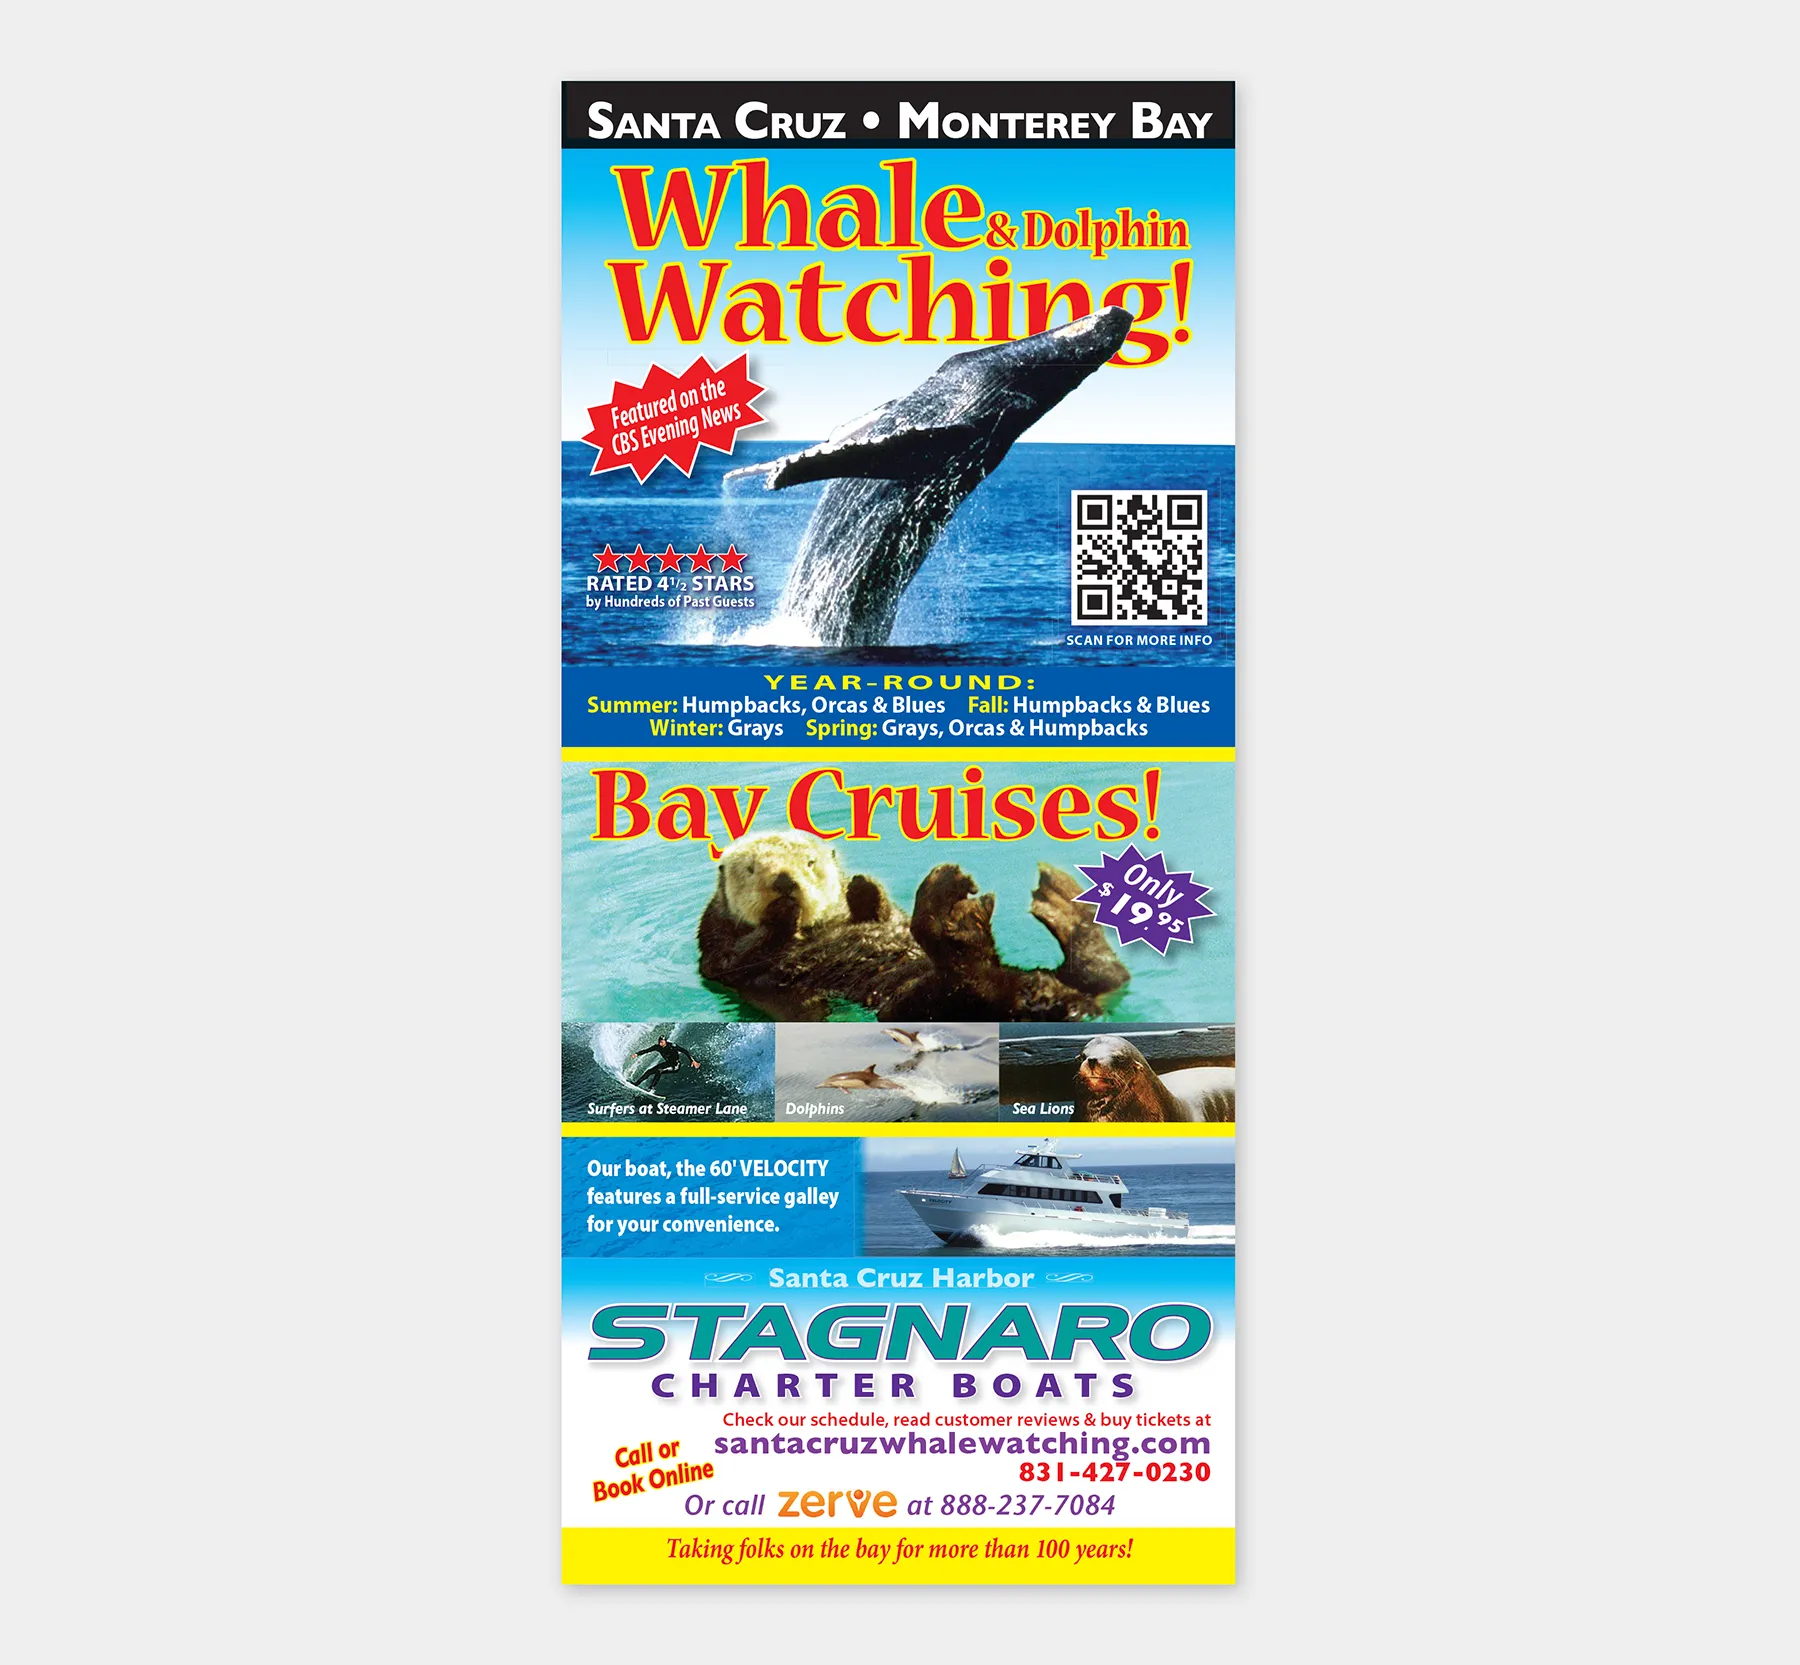 Santa Cruz • Monterey Bay
Whale & Dolphin
Watching!
Featured on the
CBS Evening News
RATED 4 1/2 STARS
by Hundreds of Past Guests
SCAN FOR MORE INFO
YEAR-ROUND:
Summer: Humpbacks, Orcas & Blues Fall: Humpbacks & Blues
Winter: Grays Spring: Grays, Orcas & Humpbacks
Bay Cruises!
Only
$19.95
Surfers at Steamer Lane
Dolphins
Sea Lions
Our boat, the 60' VELOCITY
features a full-service galley
for your convenience.
VELOCITY
Santa Cruz Harbor
STAGNARO
CHARTER BOATS
Check our schedule, read customer reviews & buy tickets at
santacruzwhalewatching.com
831-427-0230
Call or
Book Online
Or call zerve at 888-237-7084
Taking folks on the bay for more than 100 years!